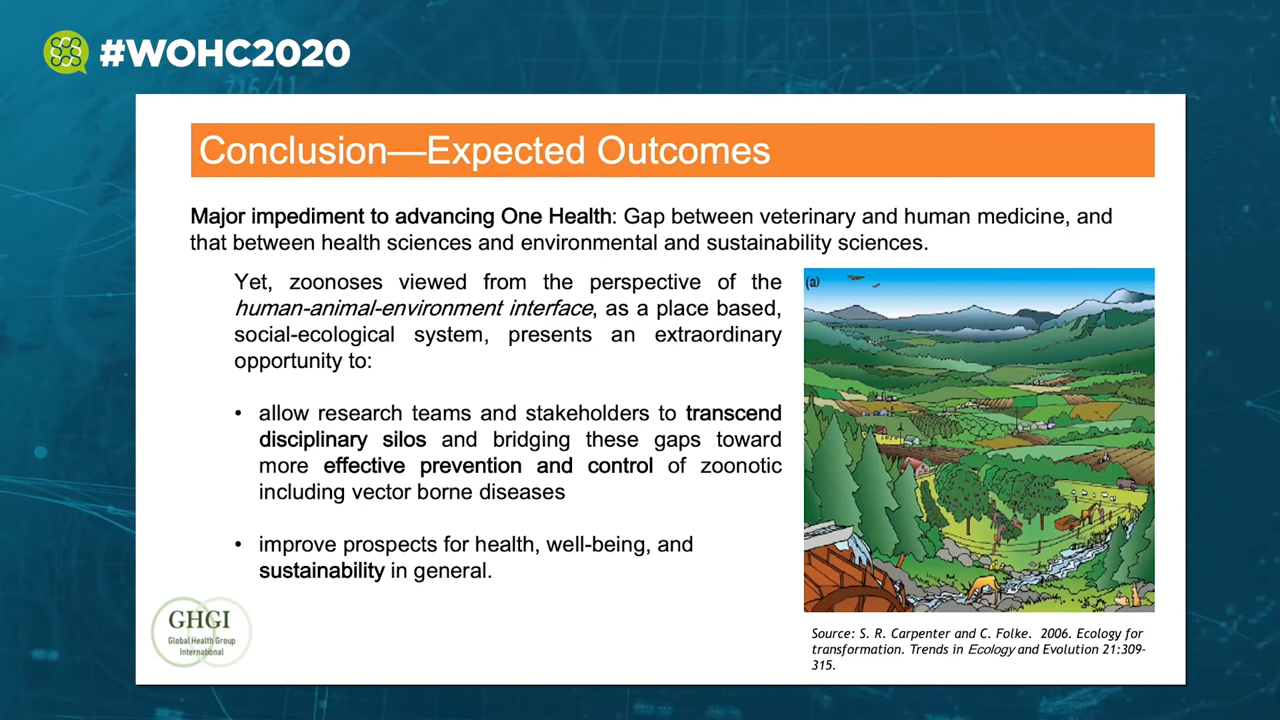 #WOHC2020
Conclusion—Expected Outcomes
Major impediment to advancing One Health: Gap between veterinary and human medicine, and
that between health sciences and environmental and sustainability sciences.
Yet, zoonoses viewed from the perspective of the
human-animal-environment interface, as a place based,
social-ecological system, presents an extraordinary
opportunity to:
• allow research teams and stakeholders to transcend
disciplinary silos and bridging these gaps toward
more effective prevention and control of zoonotic
including vector borne diseases
• improve prospects for health, well-being, and
sustainability in general.
(a)
Source: S. R. Carpenter and C. Folke. 2006. Ecology for
transformation. Trends in Ecology and Evolution 21:309-
315.
GHGI
Global Health Group
International